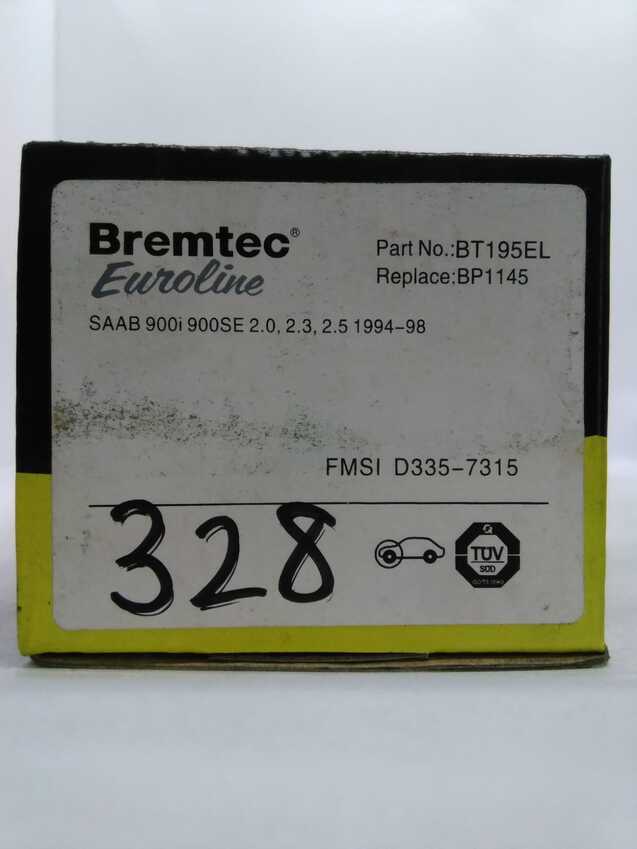 Bremtec®
Euroline
Part No.:BT195EL
Replace:BP1145
SAAB 900i 900SE 2.0, 2.3, 2.5 1994-98
FMSI D335-7315
328
TÜV
SÜD